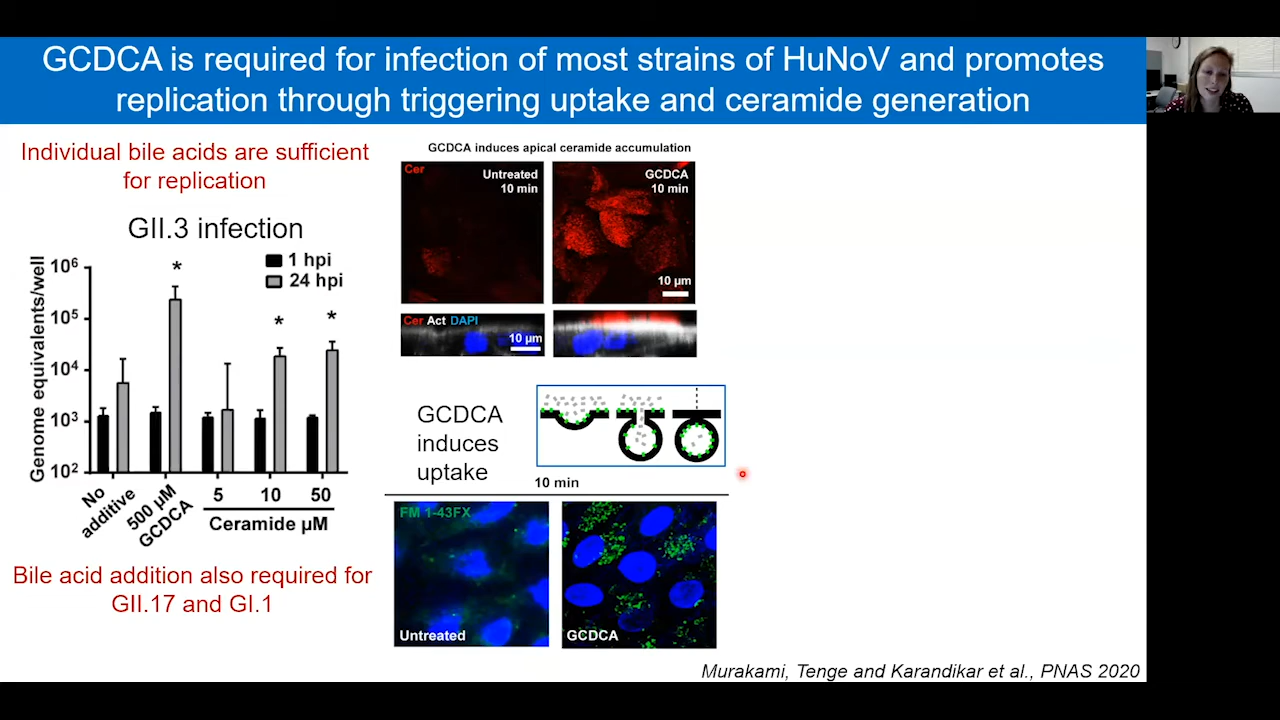 GCDCA is required for infection of most strains of HuNoV and promotes
replication through triggering uptake and ceramide generation
Individual bile acids are sufficient
for replication
GII.3 infection
Genome equivalents/well
10⁶
10⁵
10⁴
10³
10²
1 hpi
24 hpi
*
*
*
No
additive
500 µM
GCDCA
5
10
50
Ceramide µM
Bile acid addition also required for
GII.17 and GI.1
GCDCA induces apical ceramide accumulation
Cer
Untreated
10 min
GCDCA
10 min
10 µm
Cer Act DAPI
10 µm
GCDCA
induces
uptake
10 min
FM 1-43FX
Untreated
GCDCA
Murakami, Tenge and Karandikar et al., PNAS 2020